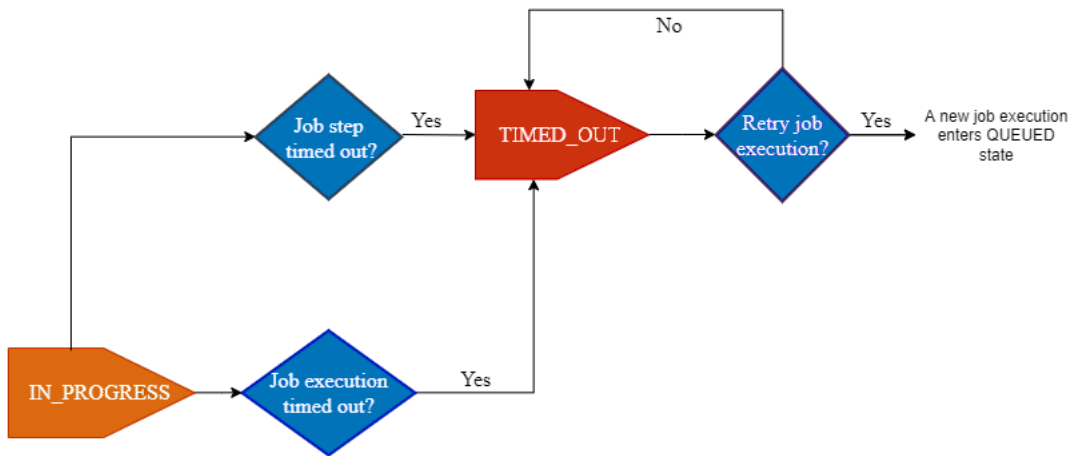 No
Job step
timed out?
Yes
TIMED_OUT
Retry job
execution?
Yes
A new job execution
enters QUEUED
state
IN_PROGRESS
Job execution
timed out?
Yes